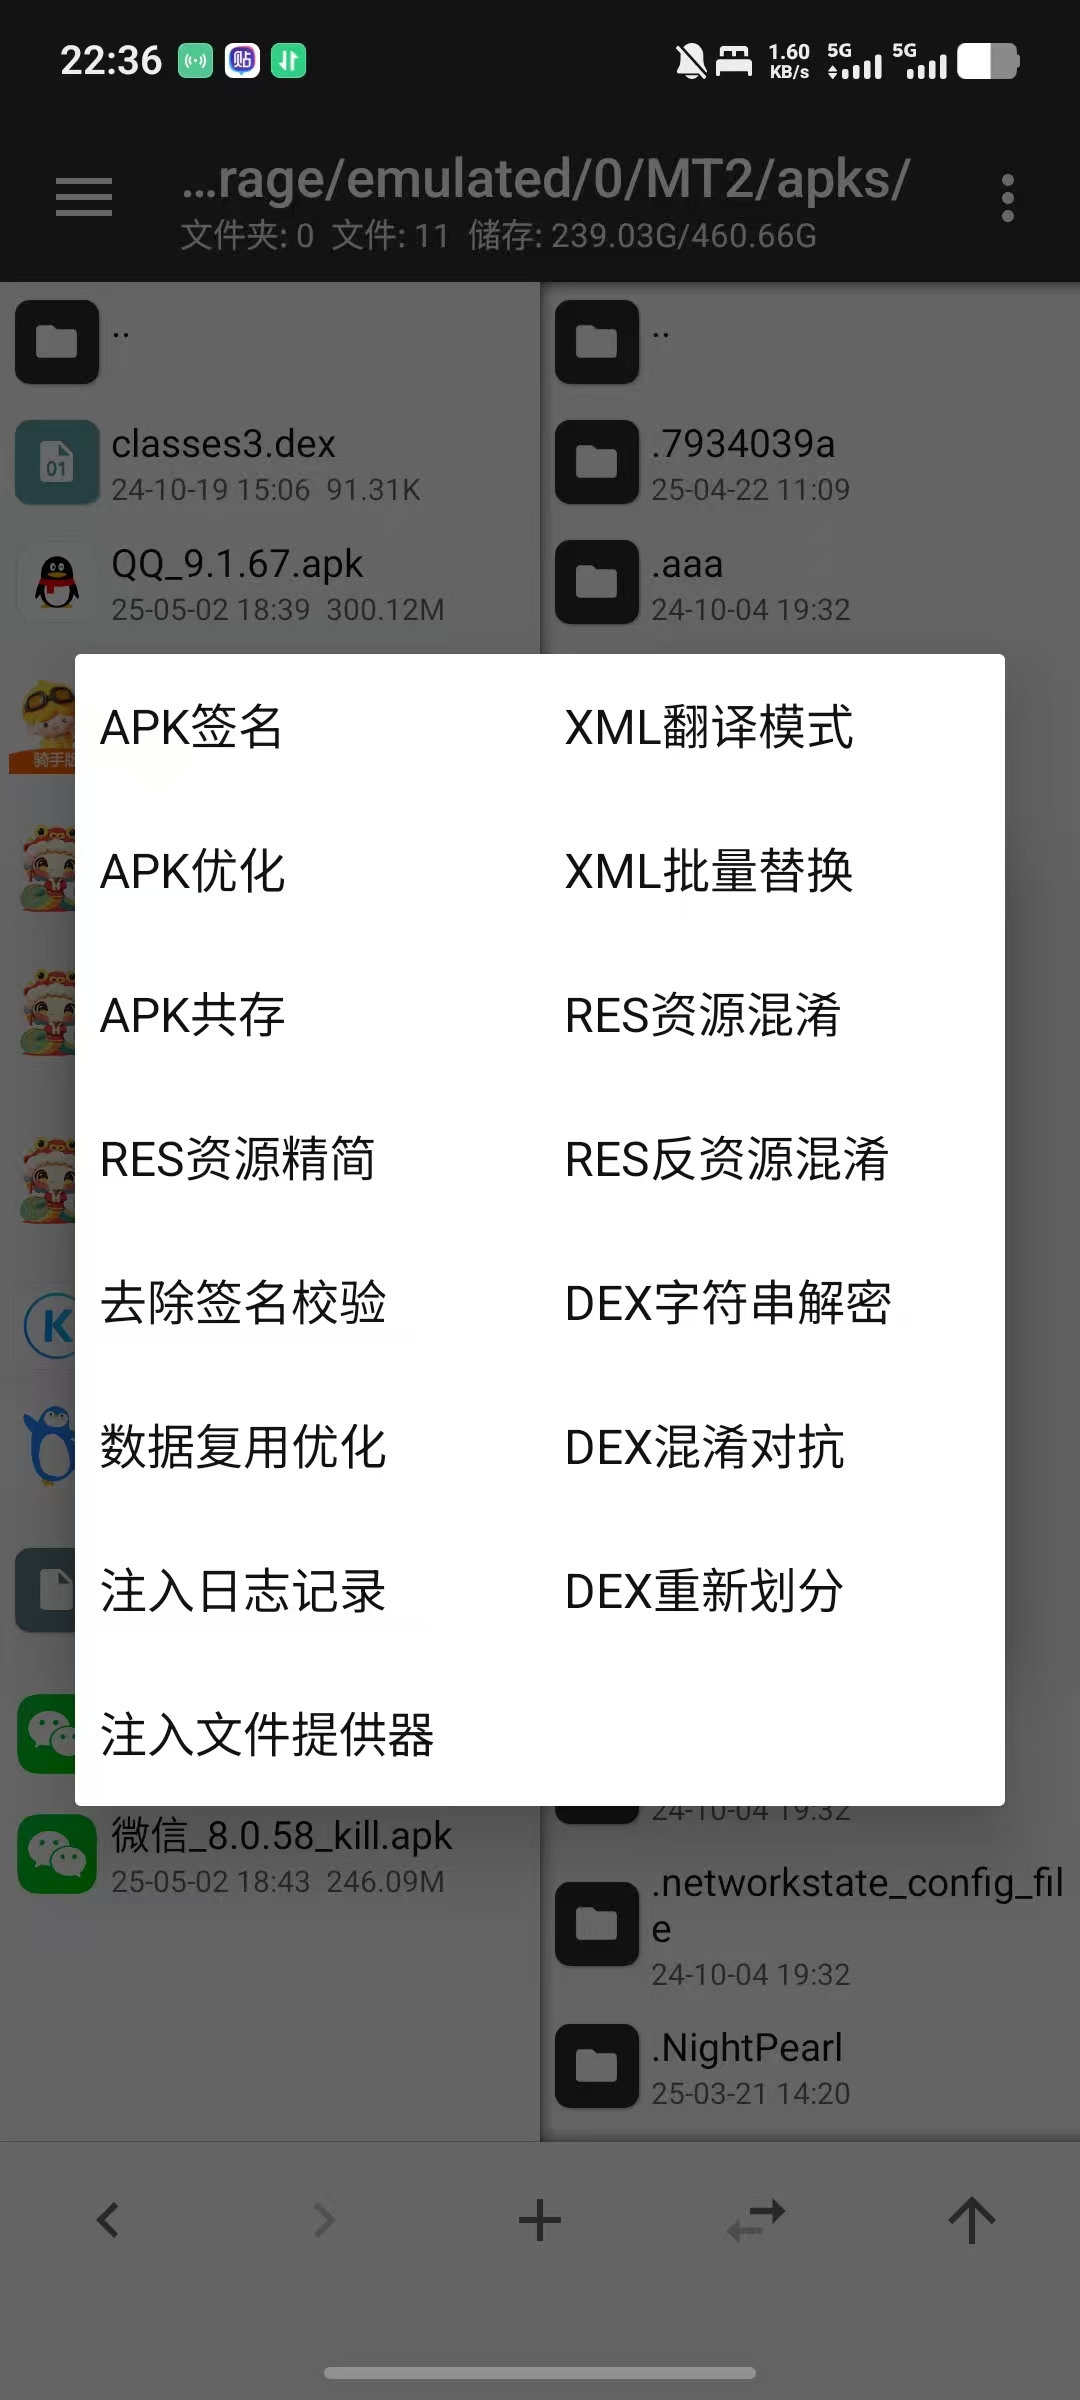 22:36
贴
1.60
KB/s
5G
5G
...rage/emulated/0/MT2/apks/
文件夹: 0 文件: 11 储存: 239.03G/460.66G
..
classes3.dex
24-10-19 15:06 91.31K
01
QQ_9.1.67.apk
25-05-02 18:39 300.12M
骑手版
K
微信_8.0.58_kill.apk
25-05-02 18:43 246.09M
..
.7934039a
25-04-22 11:09
.aaa
24-10-04 19:32
24-10-04 19:32
.networkstate_config_fil
e
24-10-04 19:32
.NightPearl
25-03-21 14:20
APK签名
XML翻译模式
APK优化
XML批量替换
APK共存
RES资源混淆
RES资源精简
RES反资源混淆
去除签名校验
DEX字符串解密
数据复用优化
DEX混淆对抗
注入日志记录
DEX重新划分
注入文件提供器